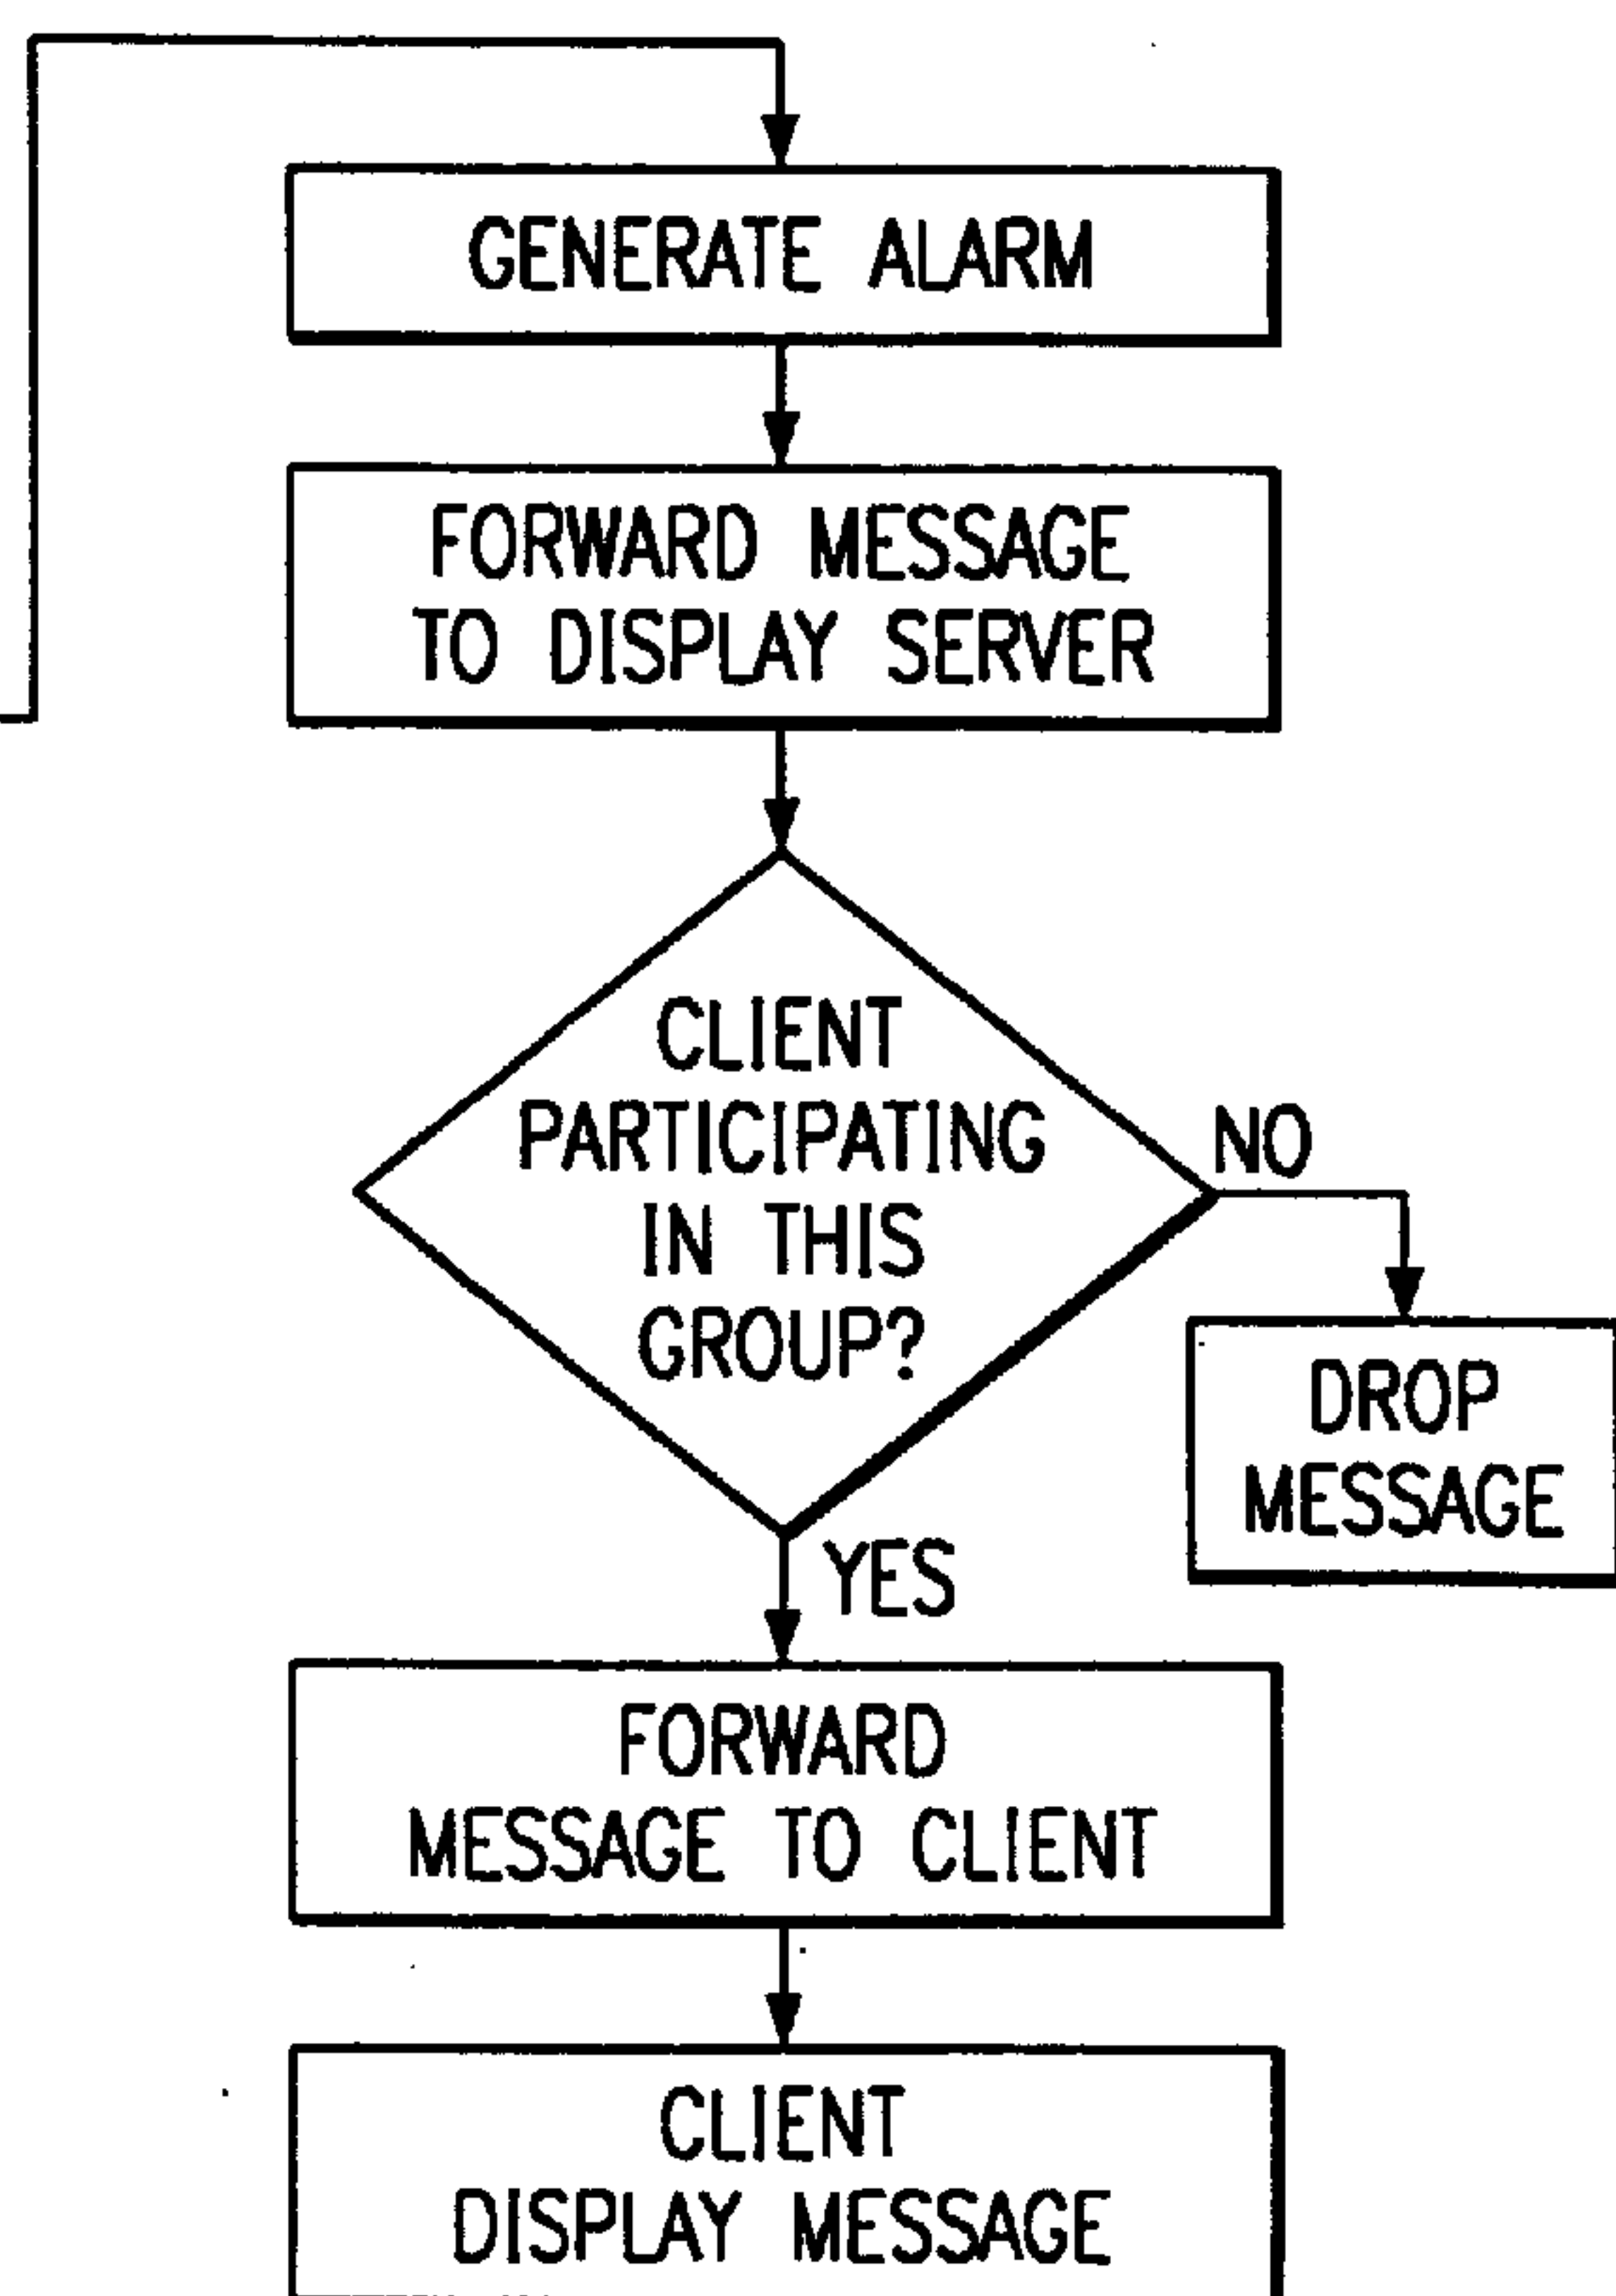 GENERATE ALARM
FORWARD MESSAGE
TO DISPLAY SERVER
CLIENT
PARTICIPATING
IN THIS
GROUP?
NO
DROP
MESSAGE
YES
FORWARD
MESSAGE TO CLIENT
CLIENT
DISPLAY MESSAGE